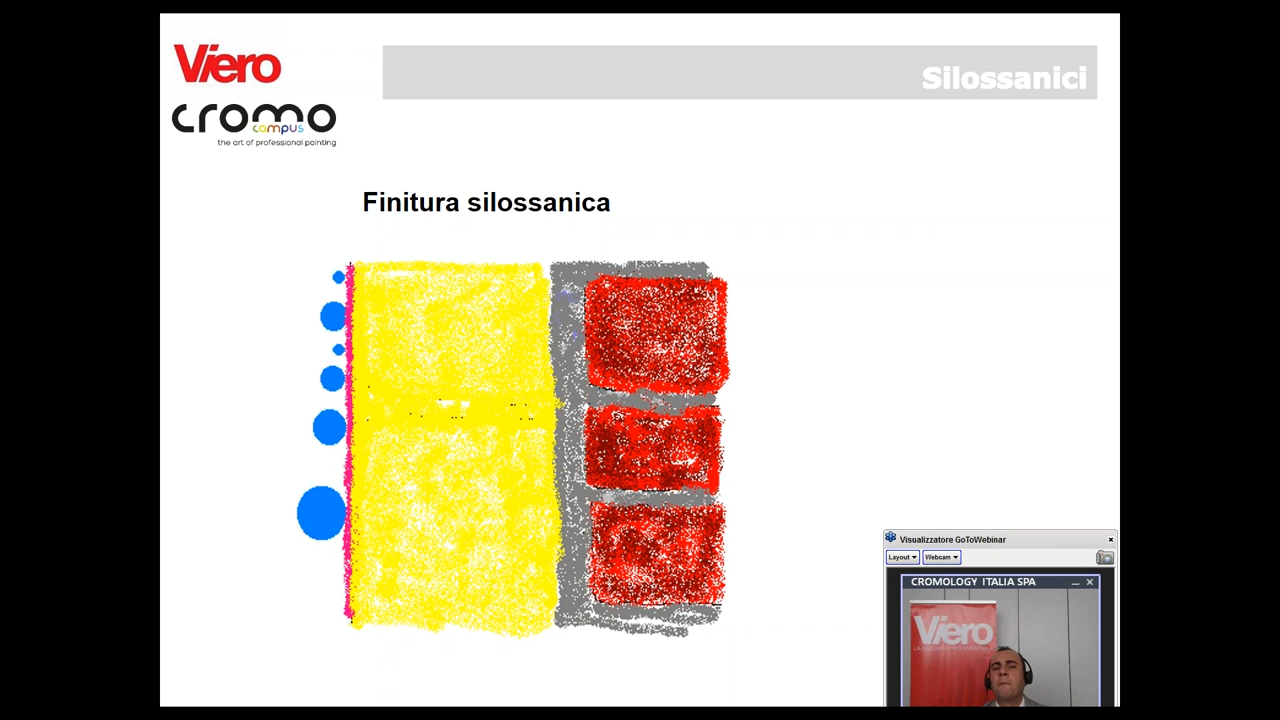 Viero
Silossanici
cromo
campus
the art of professional painting
Finitura silossanica
Visualizzatore GoToWebinar
Layout
Webcam
CROMOLOGY ITALIA SPA
Viero